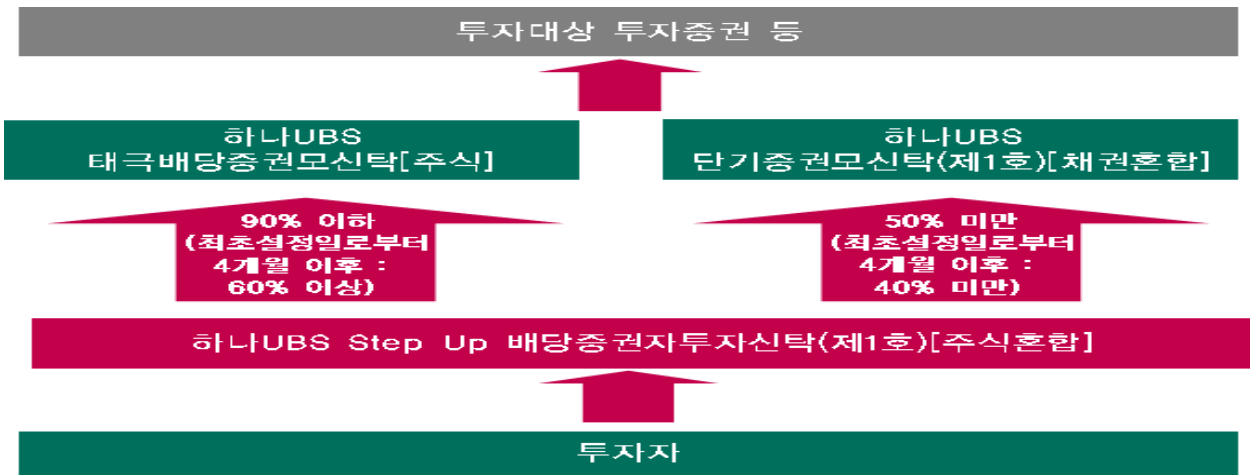 투자대상 투자증권 등
하나UBS
태극배당증권모신탁[주식]
하나UBS
단기증권모신탁(제1호)[채권혼합]
90% 이하
(최초설정일로부터
4개월 이후 :
60% 이상)
50% 미만
(최초설정일로부터
4개월 이후 :
40% 미만)
하나UBS Step Up 배당증권자투자신탁(제1호)[주식혼합]
투자자